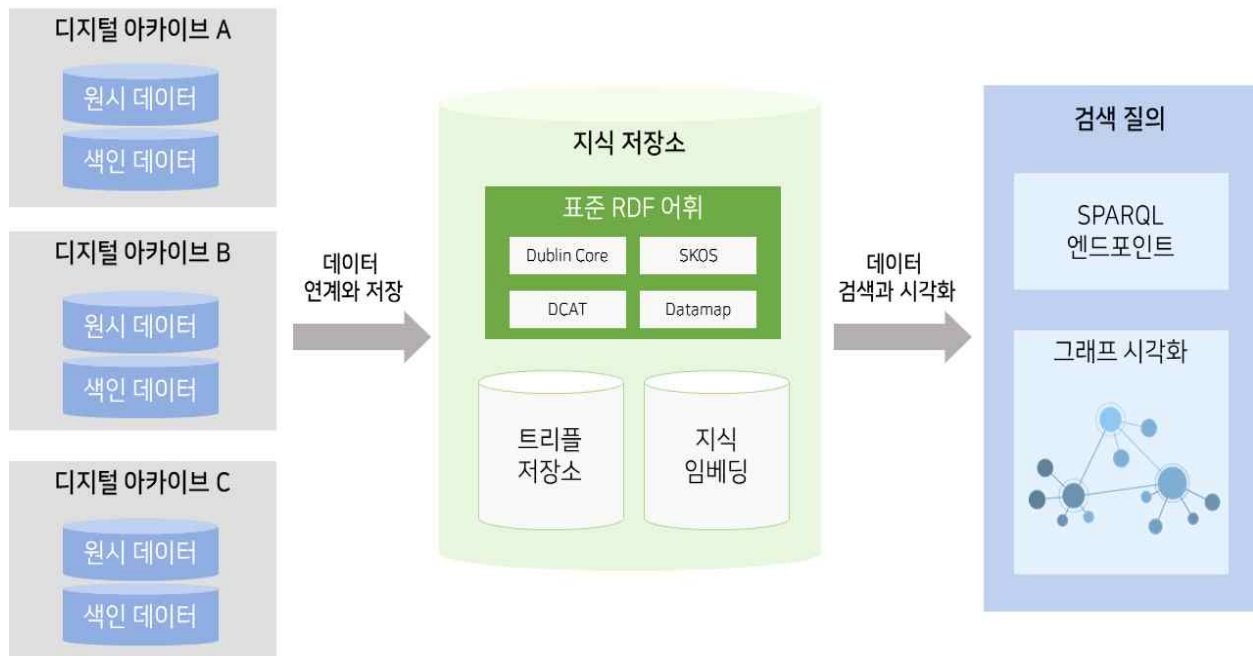 디지털 아카이브 A
원시 데이터
색인 데이터
디지털 아카이브 B
원시 데이터
색인 데이터
디지털 아카이브 C
원시 데이터
색인 데이터
데이터
연계와 저장
지식 저장소
표준 RDF 어휘
Dublin Core
SKOS
DCAT
Datamap
트리플
저장소
지식
임베딩
데이터
검색과 시각화
검색 질의
SPARQL
엔드포인트
그래프 시각화